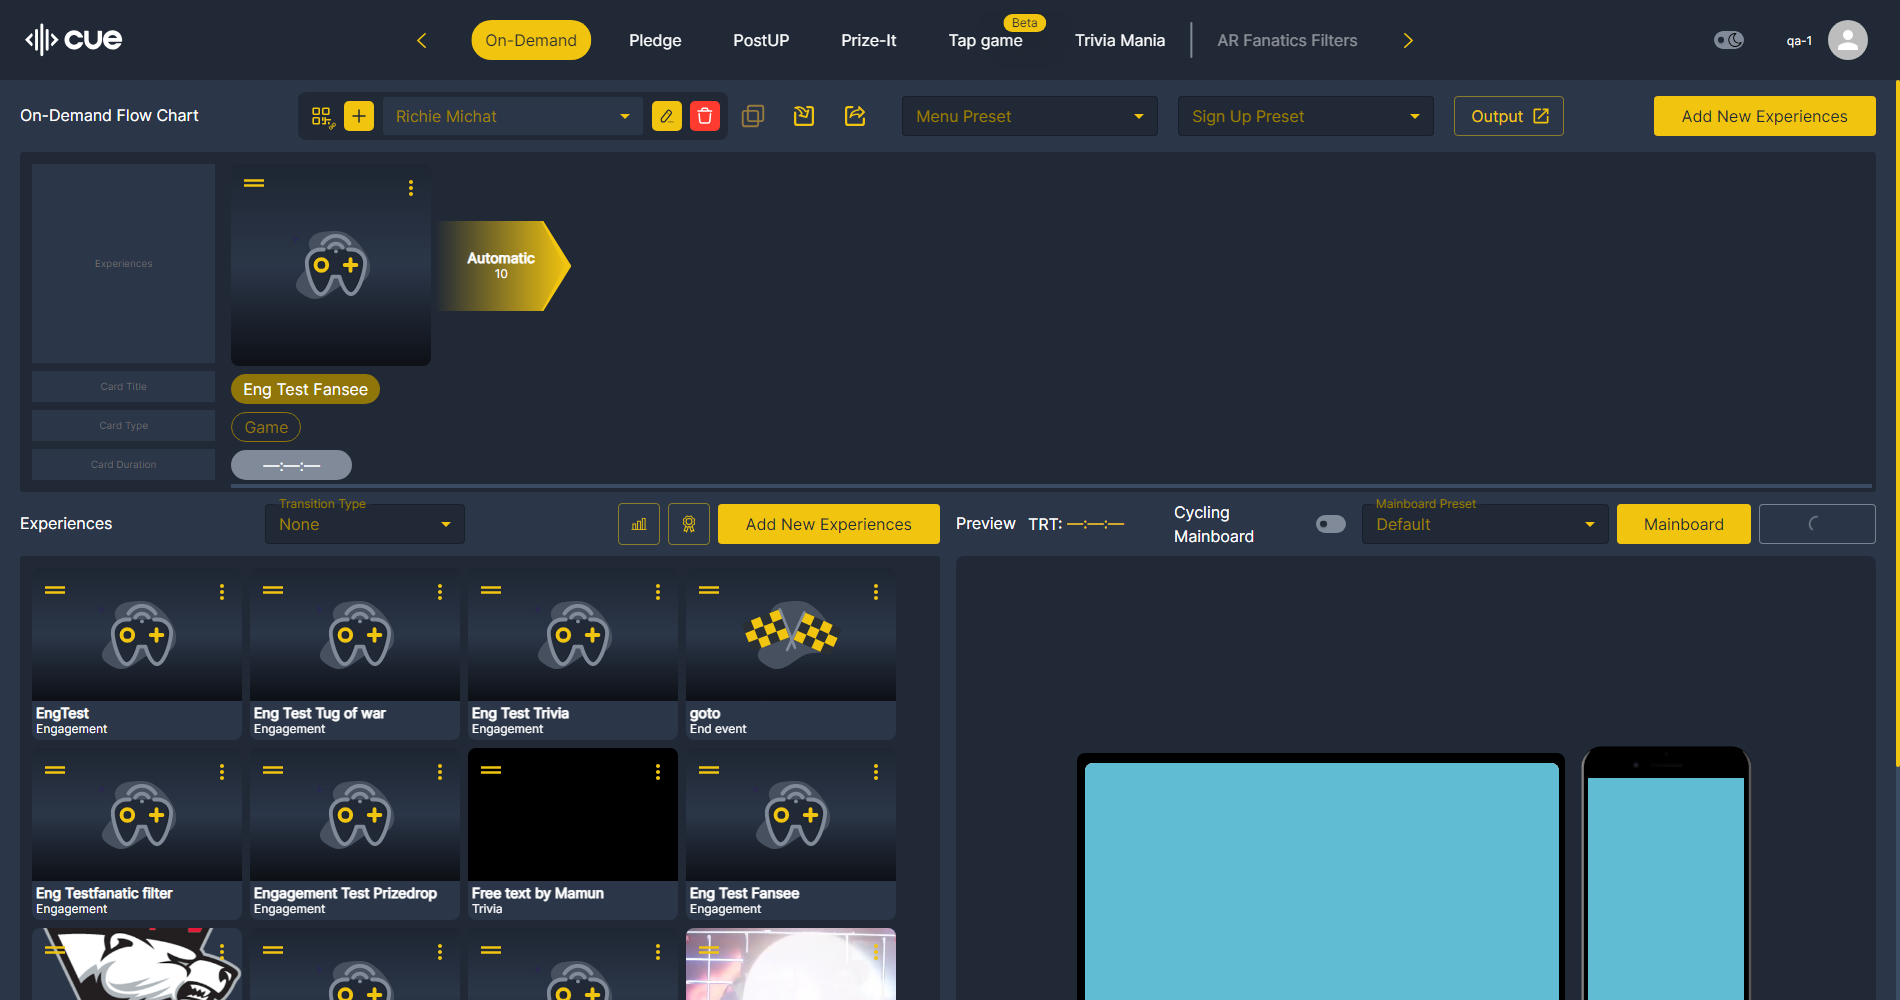 cue
On-Demand
Pledge
PostUP
Prize-It
Tap game
Beta
Trivia Mania
AR Fanatics Filters
qa-1
On-Demand Flow Chart
Richie Michat
Menu Preset
Sign Up Preset
Output
Add New Experiences
Experiences
Automatic
10
Card Title
Eng Test Fansee
Card Type
Game
Card Duration
—:—:—
Experiences
Transition Type
None
Add New Experiences
Preview
TRT: —:—:—
Cycling
Mainboard
Mainboard Preset
Default
Mainboard
EngTest
Engagement
Eng Test Tug of war
Engagement
Eng Test Trivia
Engagement
goto
End event
Eng Testfanatic filter
Engagement
Engagement Test Prizedrop
Engagement
Free text by Mamun
Trivia
Eng Test Fansee
Engagement